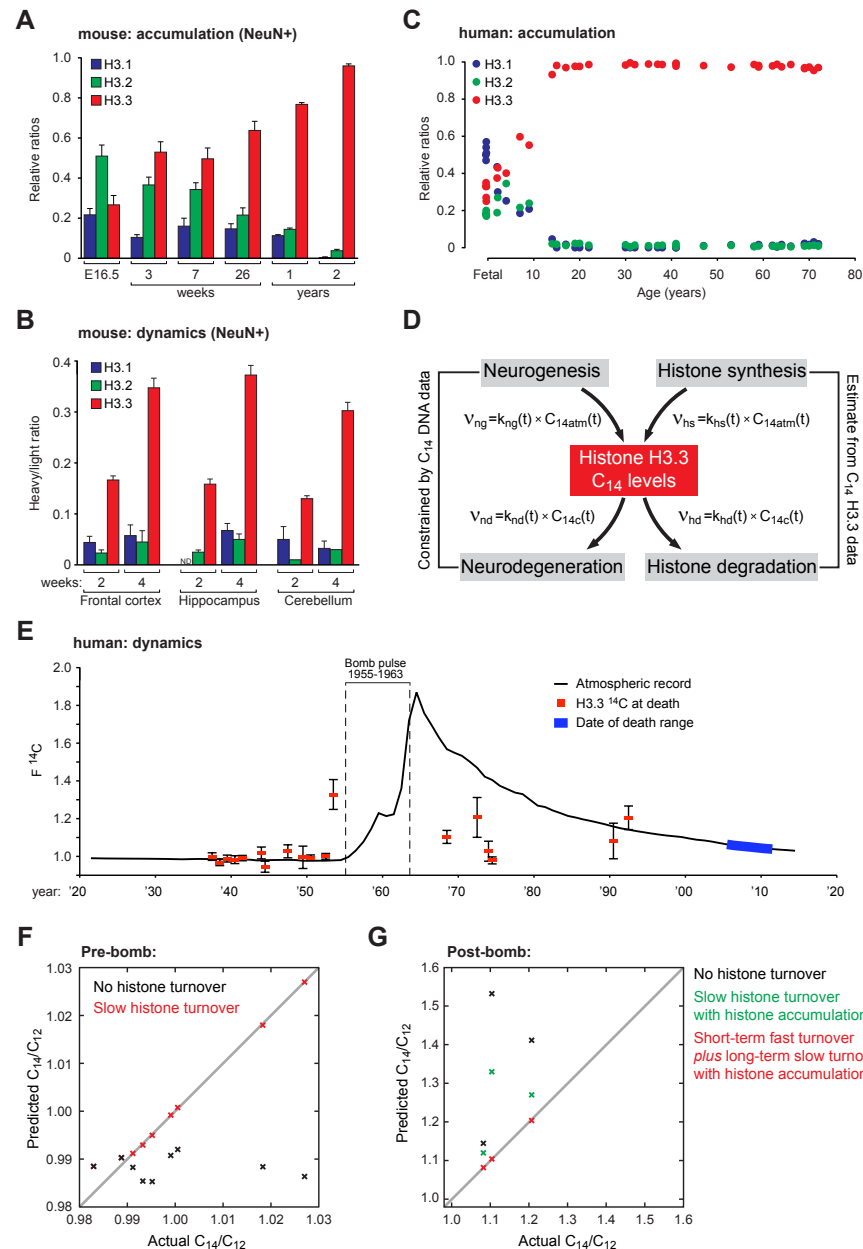 A
mouse: accumulation (NeuN+)
H3.1
H3.2
H3.3
Relative ratios
1.0
0.8
0.6
0.4
0.2
0
E16.5 3 7 26 1 2
weeks years
B
mouse: dynamics (NeuN+)
H3.1
H3.2
H3.3
Heavy/light ratio
0.4
0.3
0.2
0.1
0
ND
weeks: 2 4 2 4 2 4
Frontal cortex Hippocampus Cerebellum
C
human: accumulation
H3.1
H3.2
H3.3
Relative ratios
1.0
0.8
0.6
0.4
0.2
0
Fetal 10 20 30 40 50 60 70 80
Age (years)
D
Neurogenesis Histone synthesis
νng=kng(t) × C14atm(t) νhs=khs(t) × C14atm(t)
Histone H3.3
C14 levels
νnd=knd(t) × C14c(t) νhd=khd(t) × C14c(t)
Neurodegeneration Histone degradation
Constrained by C14 DNA data
Estimate from C14 H3.3 data
E
human: dynamics
Bomb pulse
1955-1963
Atmospheric record
H3.3 14C at death
Date of death range
F 14C
2.0
1.8
1.6
1.4
1.2
1.0
year: '20 '30 '40 '50 '60 '70 '80 '90 '00 '10 '20
F
Pre-bomb:
No histone turnover
Slow histone turnover
Predicted C14/C12
1.03
1.02
1.01
1.00
0.99
0.98
0.98 0.99 1.00 1.01 1.02 1.03
Actual C14/C12
G
Post-bomb:
No histone turnover
Slow histone turnover
with histone accumulation
Short-term fast turnover
plus long-term slow turno
with histone accumulation
Predicted C14/C12
1.6
1.5
1.4
1.3
1.2
1.1
1.0
1.0 1.1 1.2 1.3 1.4 1.5 1.6
Actual C14/C12